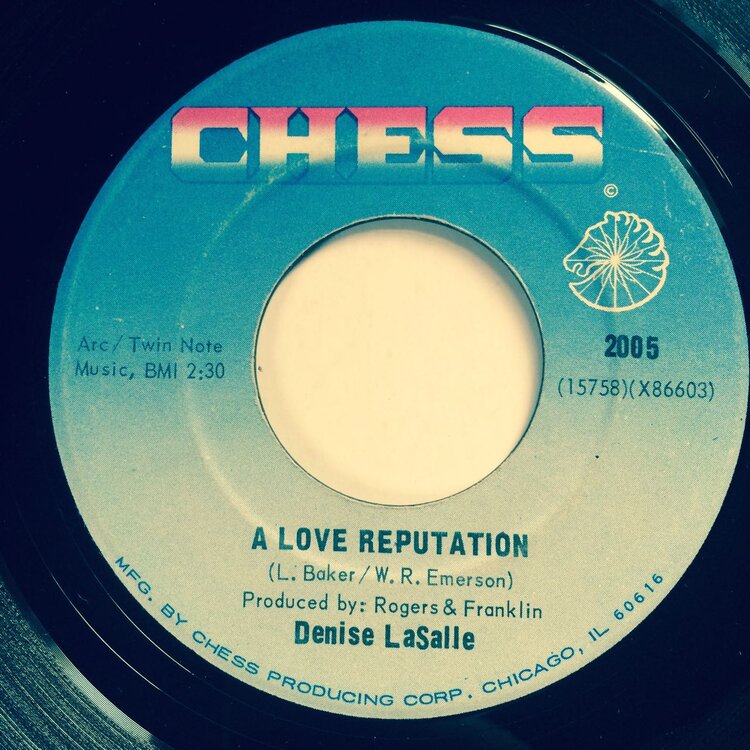 CHESS
©
2005
(15758)(X86603)
Arc/Twin Note
Music, BMI 2:30
A LOVE REPUTATION
(L. Baker/W. R. Emerson)
Produced by: Rogers & Franklin
Denise LaSalle
MFG. BY CHESS PRODUCING CORP. CHICAGO, IL 60616